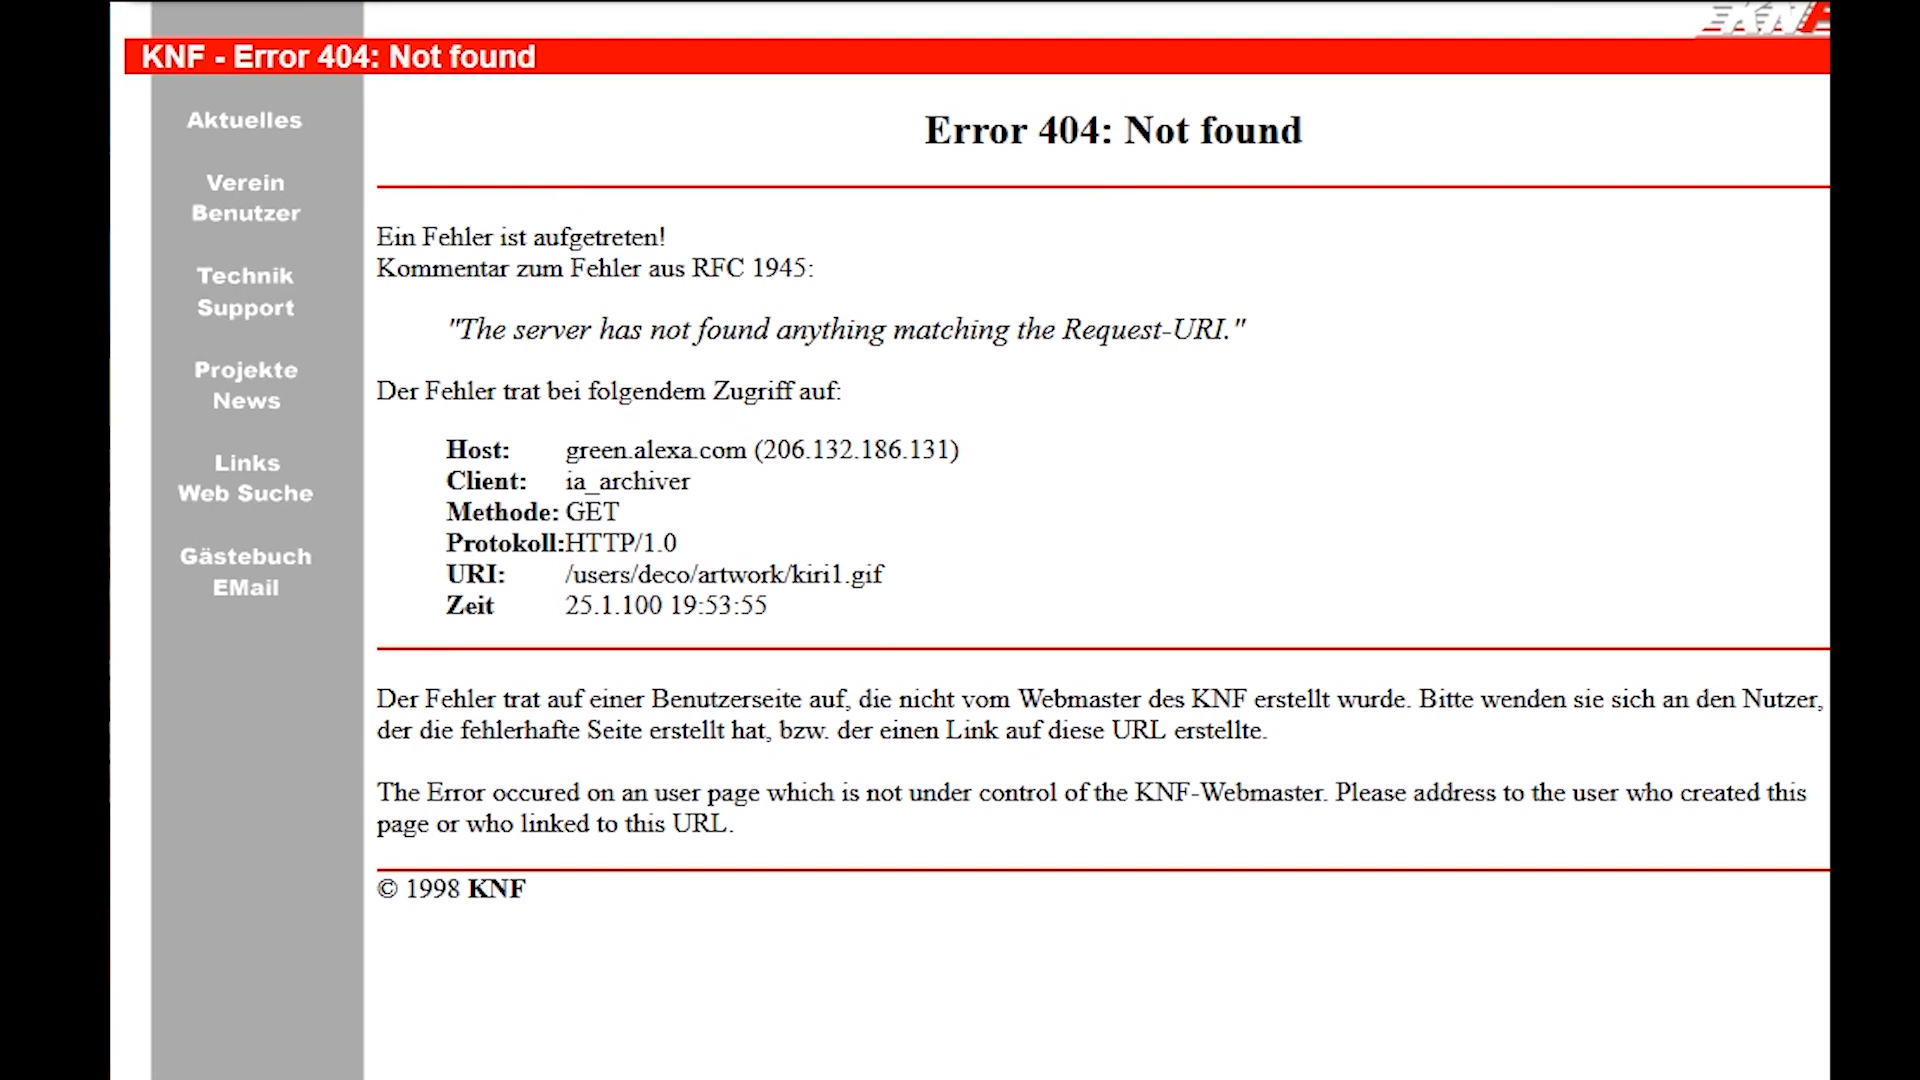 KNF
KNF - Error 404: Not found
Aktuelles
Verein
Benutzer
Technik
Support
Projekte
News
Links
Web Suche
Gästebuch
EMail
Error 404: Not found
Ein Fehler ist aufgetreten!
Kommentar zum Fehler aus RFC 1945:
"The server has not found anything matching the Request-URI."
Der Fehler trat bei folgendem Zugriff auf:
Host: green.alexa.com (206.132.186.131)
Client: ia_archiver
Methode: GET
Protokoll:HTTP/1.0
URI: /users/deco/artwork/kiri1.gif
Zeit 25.1.100 19:53:55
Der Fehler trat auf einer Benutzerseite auf, die nicht vom Webmaster des KNF erstellt wurde. Bitte wenden sie sich an den Nutzer,
der die fehlerhafte Seite erstellt hat, bzw. der einen Link auf diese URL erstellte.
The Error occured on an user page which is not under control of the KNF-Webmaster. Please address to the user who created this
page or who linked to this URL.
© 1998 KNF